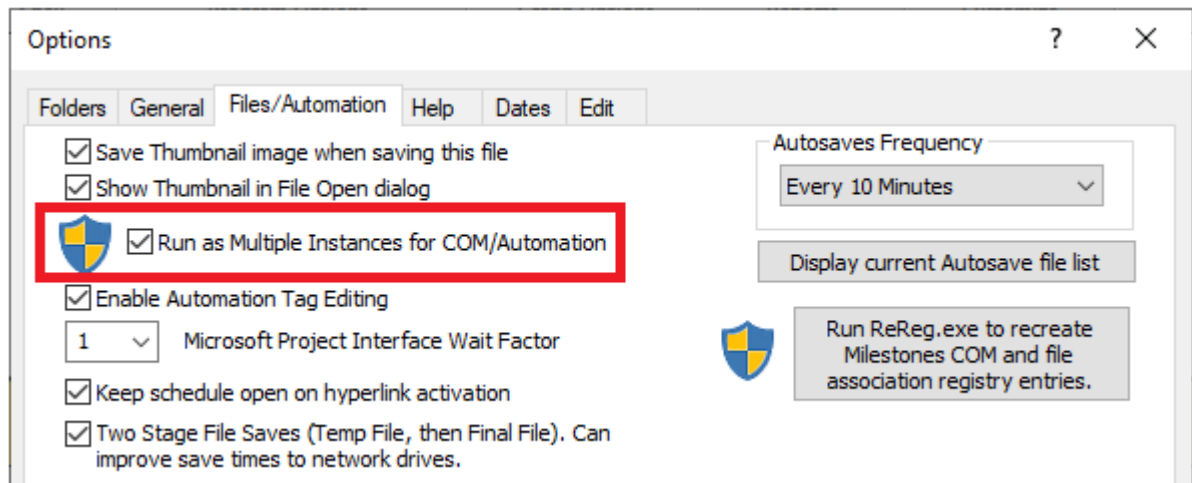 Options
?
Folders General Files/Automation Help Dates Edit
Save Thumbnail image when saving this file
Show Thumbnail in File Open dialog
Run as Multiple Instances for COM/Automation
Enable Automation Tag Editing
1 Microsoft Project Interface Wait Factor
Keep schedule open on hyperlink activation
Two Stage File Saves (Temp File, then Final File). Can
improve save times to network drives.
Autosaves Frequency
Every 10 Minutes
Display current Autosave file list
Run ReReg.exe to recreate
Milestones COM and file
association registry entries.